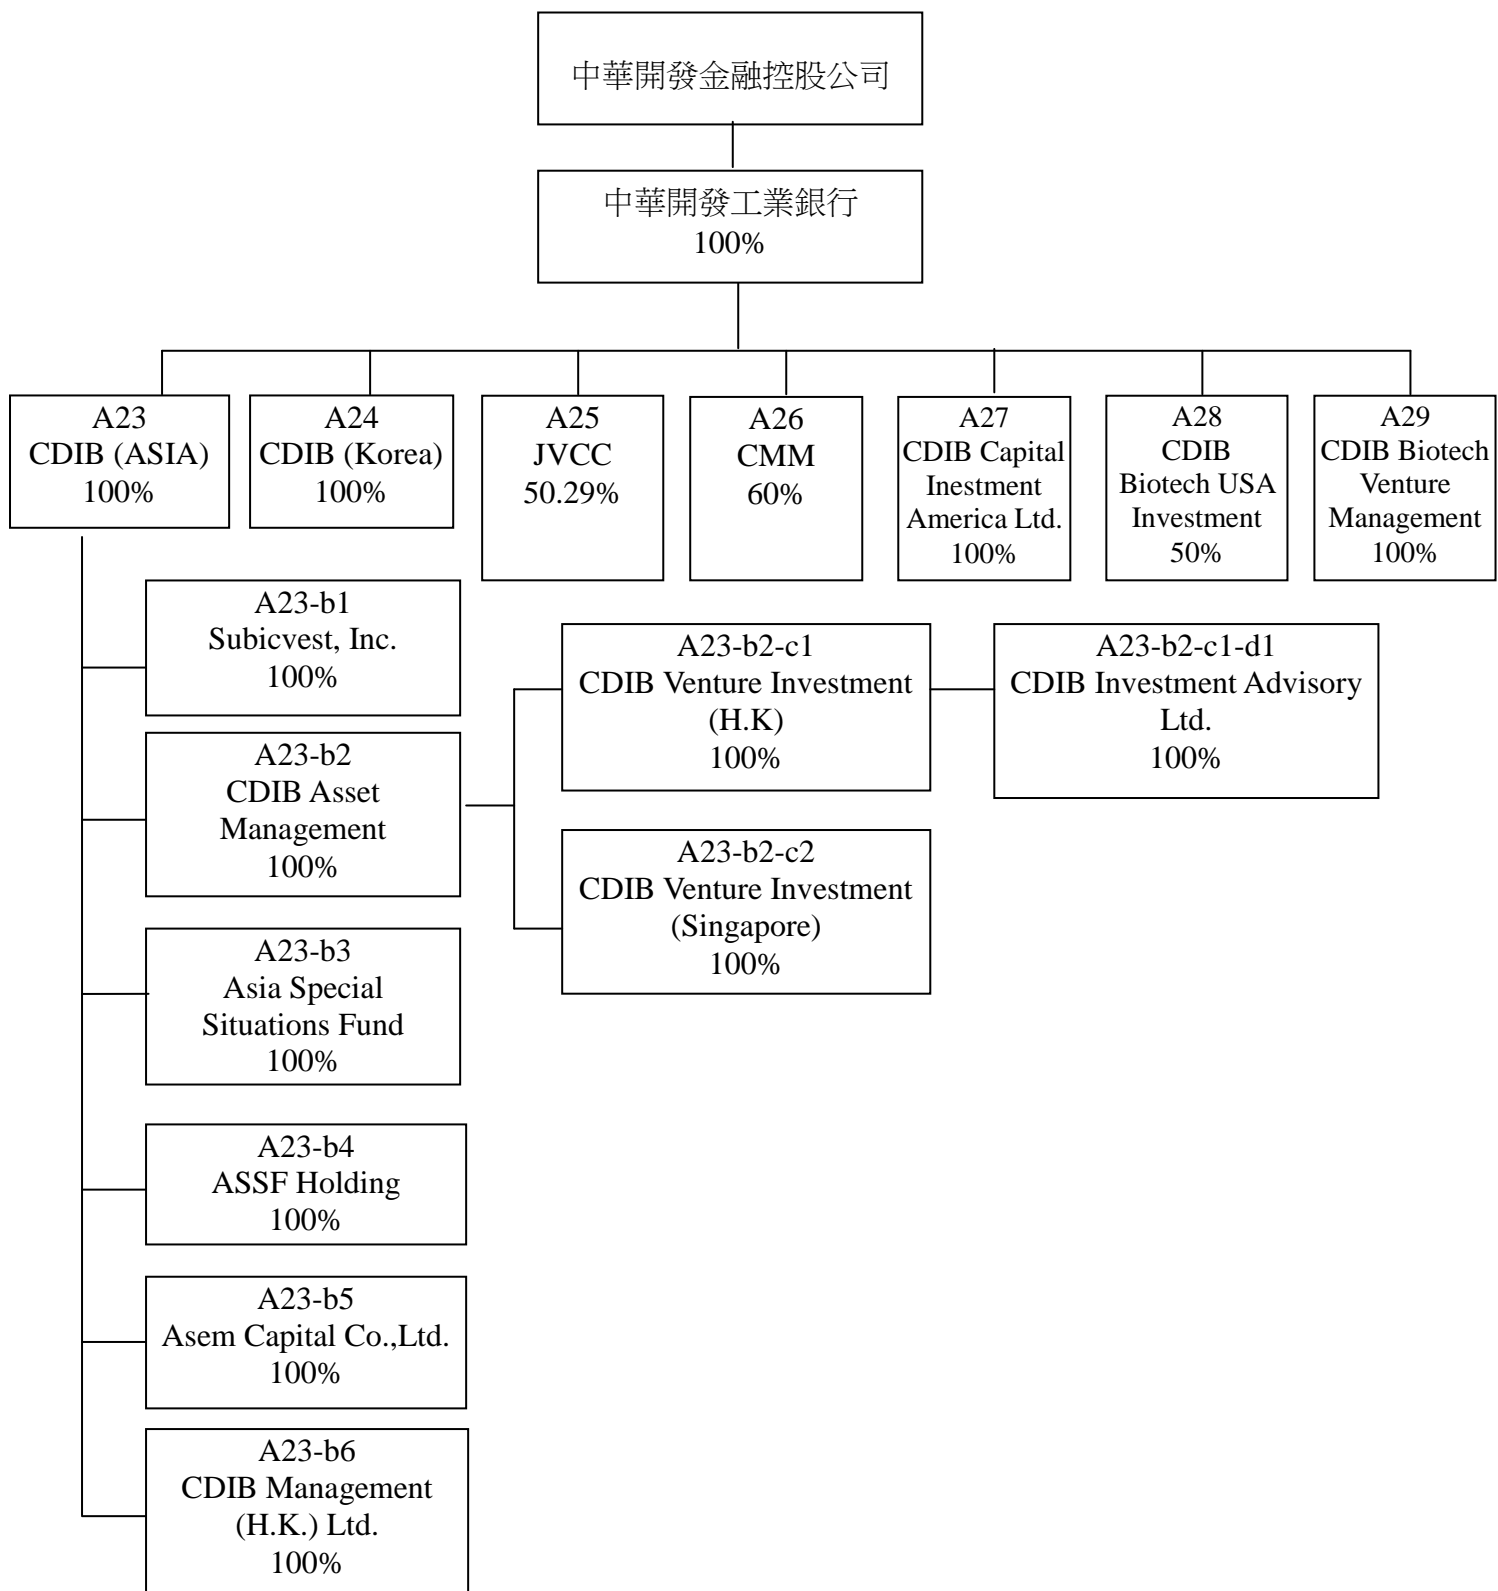 中華開發金融控股公司
中華開發工業銀行
100%
A23
CDIB (ASIA)
100%
A24
CDIB (Korea)
100%
A25
JVCC
50.29%
A26
CMM
60%
A27
CDIB Capital
Inestment
America Ltd.
100%
A28
CDIB
Biotech USA
Investment
50%
A29
CDIB Biotech
Venture
Management
100%
A23-b1
Subicvest, Inc.
100%
A23-b2
CDIB Asset
Management
100%
A23-b2-c1
CDIB Venture Investment
(H.K)
100%
A23-b2-c1-d1
CDIB Investment Advisory
Ltd.
100%
A23-b2-c2
CDIB Venture Investment
(Singapore)
100%
A23-b3
Asia Special
Situations Fund
100%
A23-b4
ASSF Holding
100%
A23-b5
Asem Capital Co.,Ltd.
100%
A23-b6
CDIB Management
(H.K.) Ltd.
100%